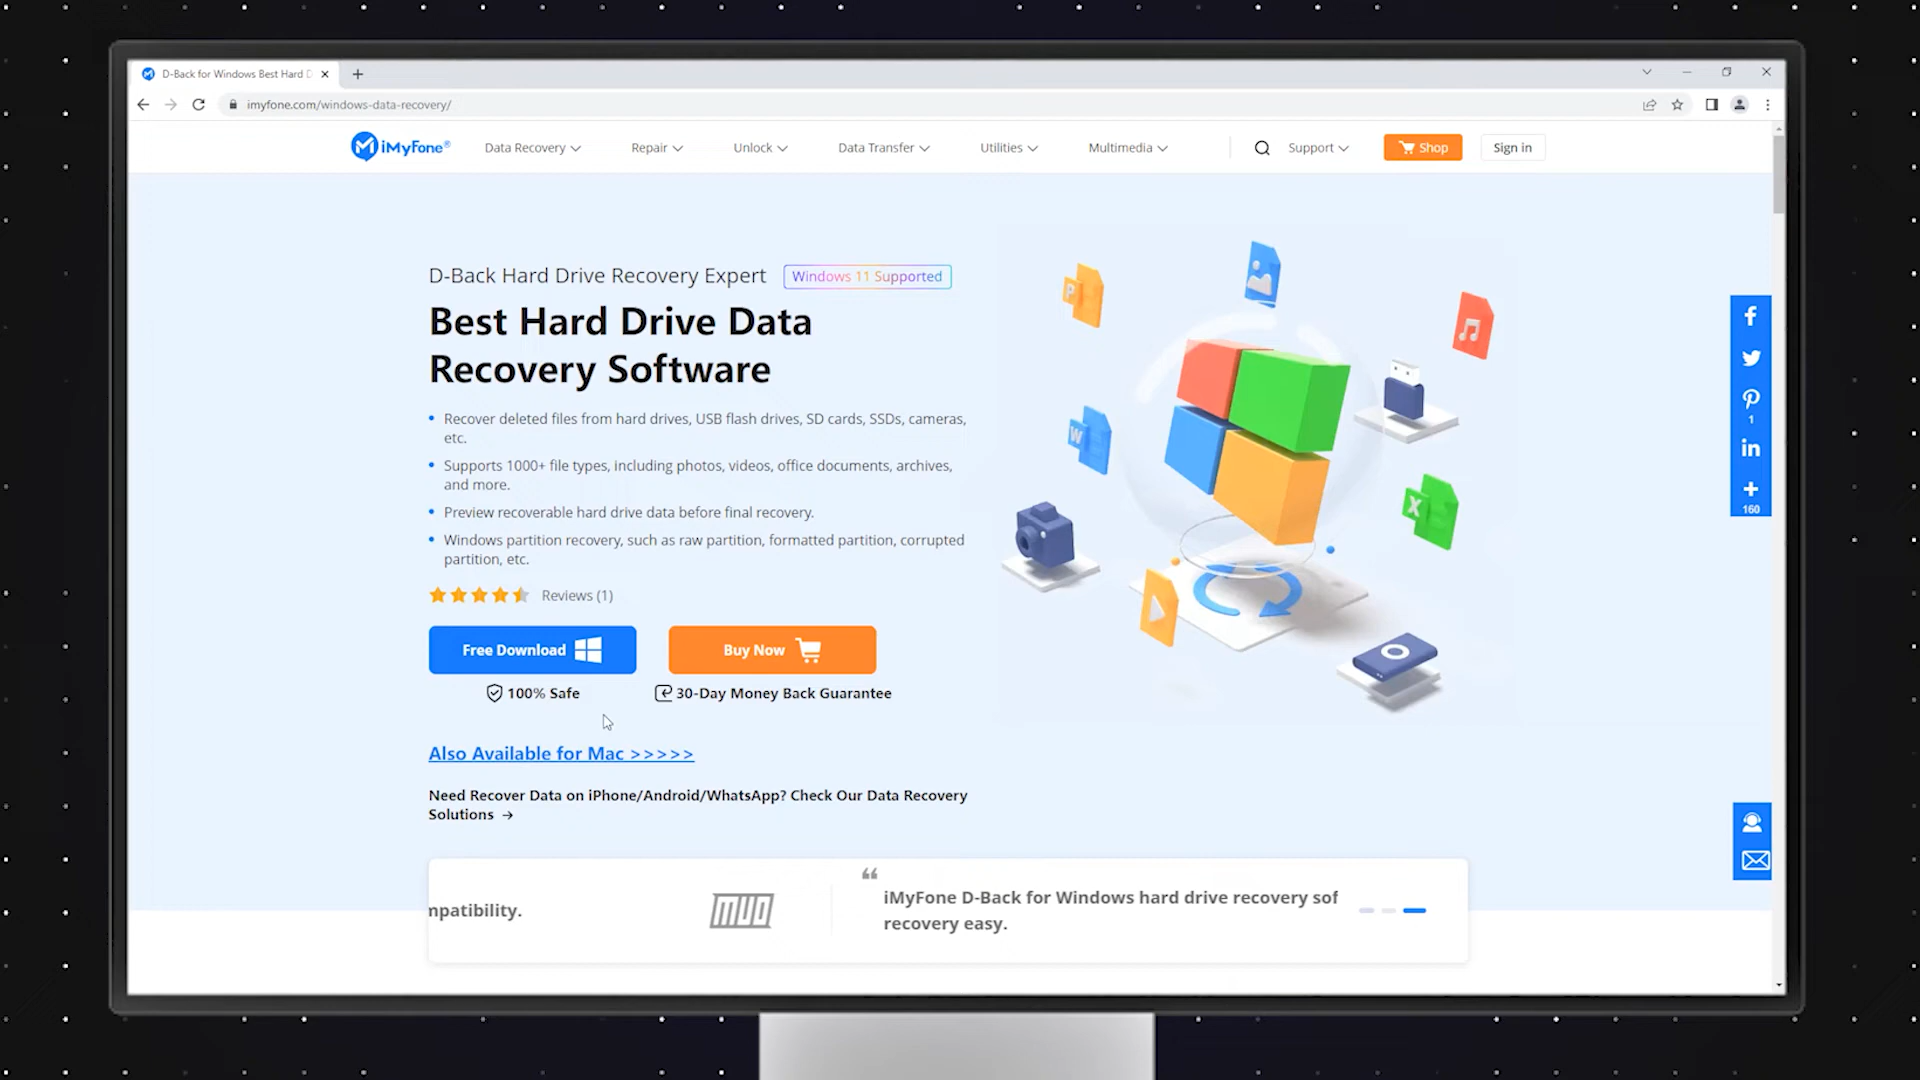 D-Back for Windows Best Hard D
imyfone.com/windows-data-recovery/
iMyFone®
Data Recovery
Repair
Unlock
Data Transfer
Utilities
Multimedia
Support
Shop
Sign in
D-Back Hard Drive Recovery Expert
Windows 11 Supported
Best Hard Drive Data
Recovery Software
Recover deleted files from hard drives, USB flash drives, SD cards, SSDs, cameras,
etc.
Supports 1000+ file types, including photos, videos, office documents, archives,
and more.
Preview recoverable hard drive data before final recovery.
Windows partition recovery, such as raw partition, formatted partition, corrupted
partition, etc.
Reviews (1)
Free Download
Buy Now
100% Safe
30-Day Money Back Guarantee
Also Available for Mac >>>>>
Need Recover Data on iPhone/Android/WhatsApp? Check Our Data Recovery
Solutions →
P
W
X
1
in
160
mpatibility.
MUO
“
iMyFone D-Back for Windows hard drive recovery sof
recovery easy.